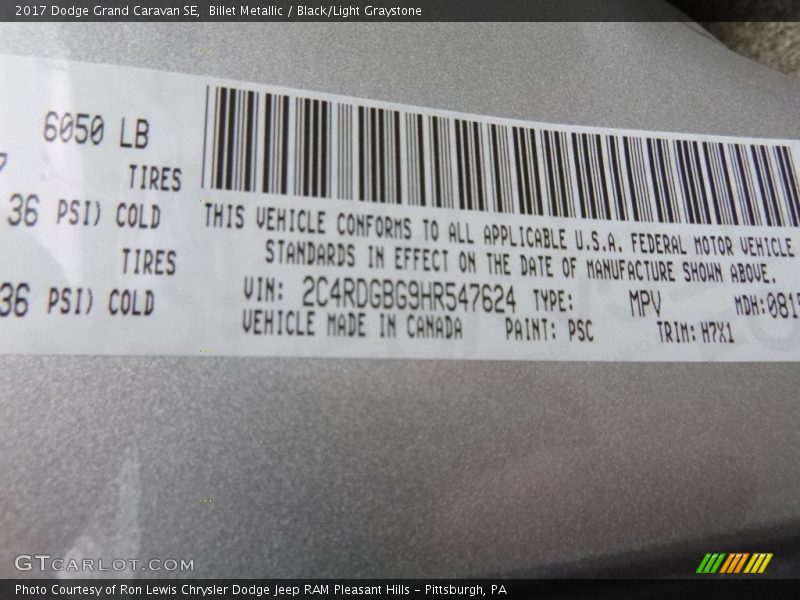 2017 Dodge Grand Caravan SE, Billet Metallic / Black/Light Graystone
6050 LB
TIRES
36 PSI) COLD
TIRES
36 PSI) COLD
THIS VEHICLE CONFORMS TO ALL APPLICABLE U.S.A. FEDERAL MOTOR VEHICLE
STANDARDS IN EFFECT ON THE DATE OF MANUFACTURE SHOWN ABOVE.
VIN: 2C4RDGBG9HR547624 TYPE: MPV MDH:0817
VEHICLE MADE IN CANADA PAINT: PSC TRIM: H7X1
GTCARLOT.COM
Photo Courtesy of Ron Lewis Chrysler Dodge Jeep RAM Pleasant Hills - Pittsburgh, PA